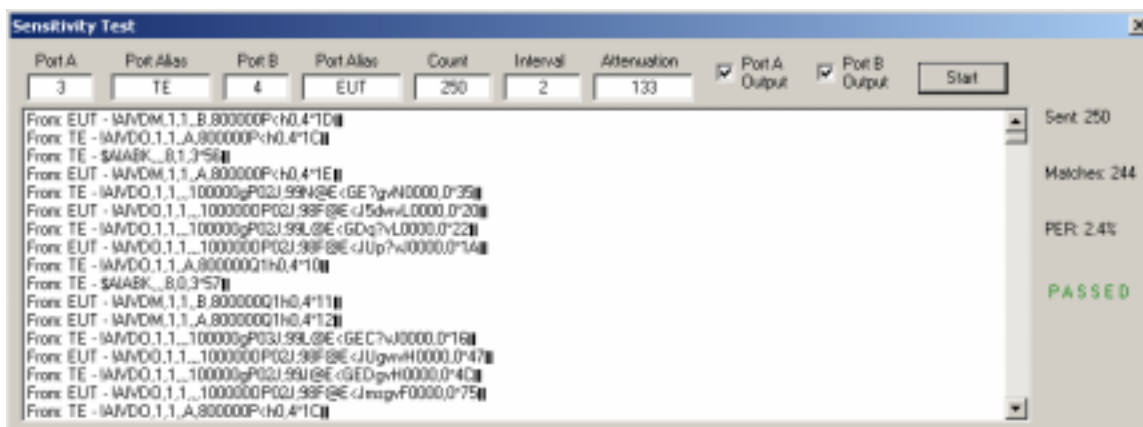 Sensitivity Test
Port A Port Alias Port B Port Alias Count Interval Attenuation Port A Output Port B Output
3 TE 4 EUT 250 2 133 Start
From: EUT - !AIVDM,1,1,,B,800000P<h0,4*1D
From: TE - !AIVDO,1,1,,A,800000P<h0,4*1C
From: TE - $AIABK,,,B,1,3*56
From: EUT - !AIVDM,1,1,,A,800000P<h0,4*1E
From: TE - !AIVDO,1,1,,,100000gP02J;99N@E<GE?gvN0000,0*35
From: EUT - !AIVDO,1,1,,,1000000P02J;98F@E<J5dwvL0000,0*20
From: TE - !AIVDO,1,1,,,100000gP02J;99L@E<GDq?vL0000,0*22
From: EUT - !AIVDO,1,1,,,1000000P02J;98F@E<JUp?vJ0000,0*1A
From: TE - !AIVDO,1,1,,A,800000Q1h0,4*10
From: TE - $AIABK,,,B,0,3*57
From: EUT - !AIVDM,1,1,,B,800000Q1h0,4*11
From: EUT - !AIVDM,1,1,,A,800000Q1h0,4*12
From: TE - !AIVDO,1,1,,,100000gP03J;99L@E<GEC?vJ0000,0*16
From: EUT - !AIVDO,1,1,,,1000000P02J;98F@E<JUgwvH0000,0*47
From: TE - !AIVDO,1,1,,,100000gP02J;99J@E<GEDgvH0000,0*4C
From: EUT - !AIVDO,1,1,,,1000000P02J;98F@E<JmsgvF0000,0*75
From: TE - !AIVDO,1,1,,A,800000P<h0,4*1C
Sent: 250
Matches: 244
PER: 2.4%
PASSED